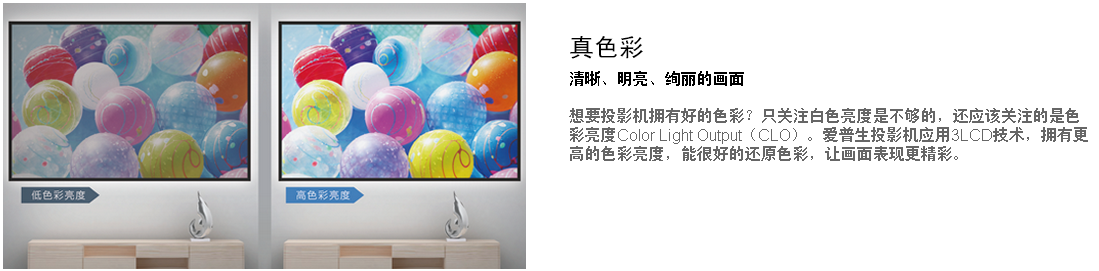 低色彩亮度
高色彩亮度
真色彩
清晰、明亮、绚丽的画面
想要投影机拥有好的色彩？只关注白色亮度是不够的，还应该关注的是色
彩亮度Color Light Output（CLO）。爱普生投影机应用3LCD技术，拥有更
高的色彩亮度，能很好的还原色彩，让画面表现更精彩。